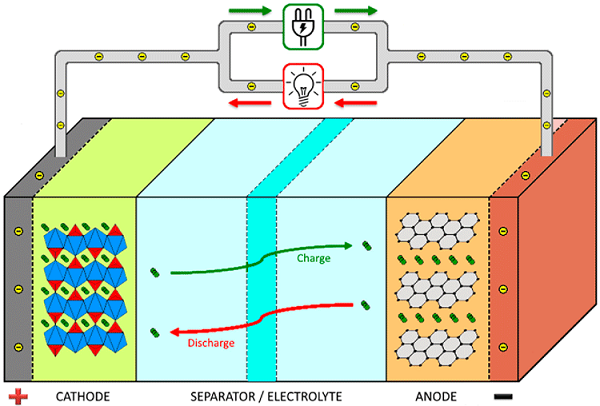 Charge
Discharge
CATHODE
SEPARATOR / ELECTROLYTE
ANODE